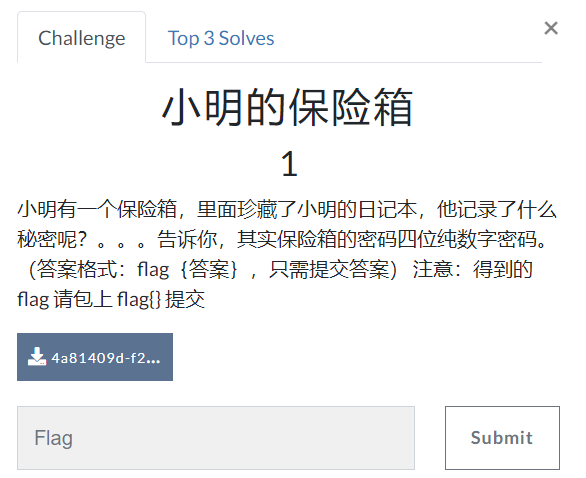 Challenge
Top 3 Solves
×
小明的保险箱
1
小明有一个保险箱，里面珍藏了小明的日记本，他记录了什么
秘密呢？。。。告诉你，其实保险箱的密码四位纯数字密码。
（答案格式：flag｛答案｝，只需提交答案） 注意：得到的
flag 请包上 flag{} 提交
4a81409d-f2...
Flag
Submit